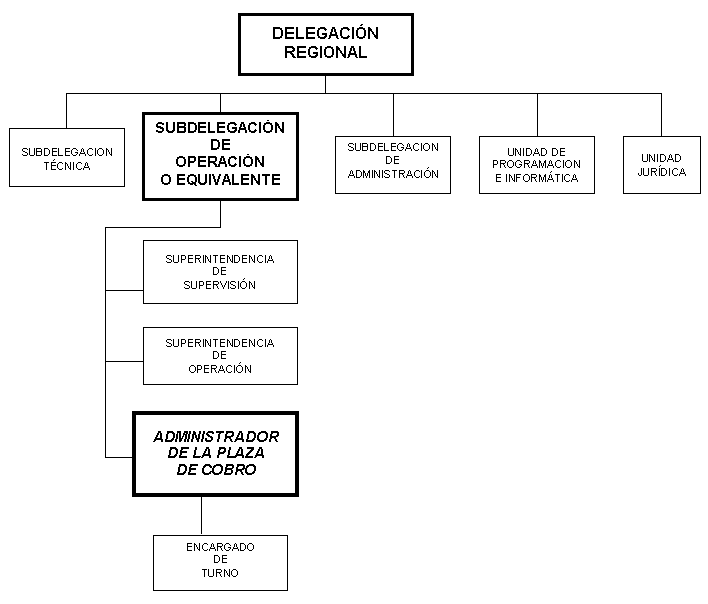 DELEGACIÓN
REGIONAL
SUBDELEGACION
TÉCNICA
SUBDELEGACIÓN
DE
OPERACIÓN
O EQUIVALENTE
SUBDELEGACION
DE
ADMINISTRACIÓN
UNIDAD DE
PROGRAMACION
E INFORMÁTICA
UNIDAD
JURÍDICA
SUPERINTENDENCIA
DE
SUPERVISIÓN
SUPERINTENDENCIA
DE
OPERACIÓN
ADMINISTRADOR
DE LA PLAZA
DE COBRO
ENCARGADO
DE
TURNO